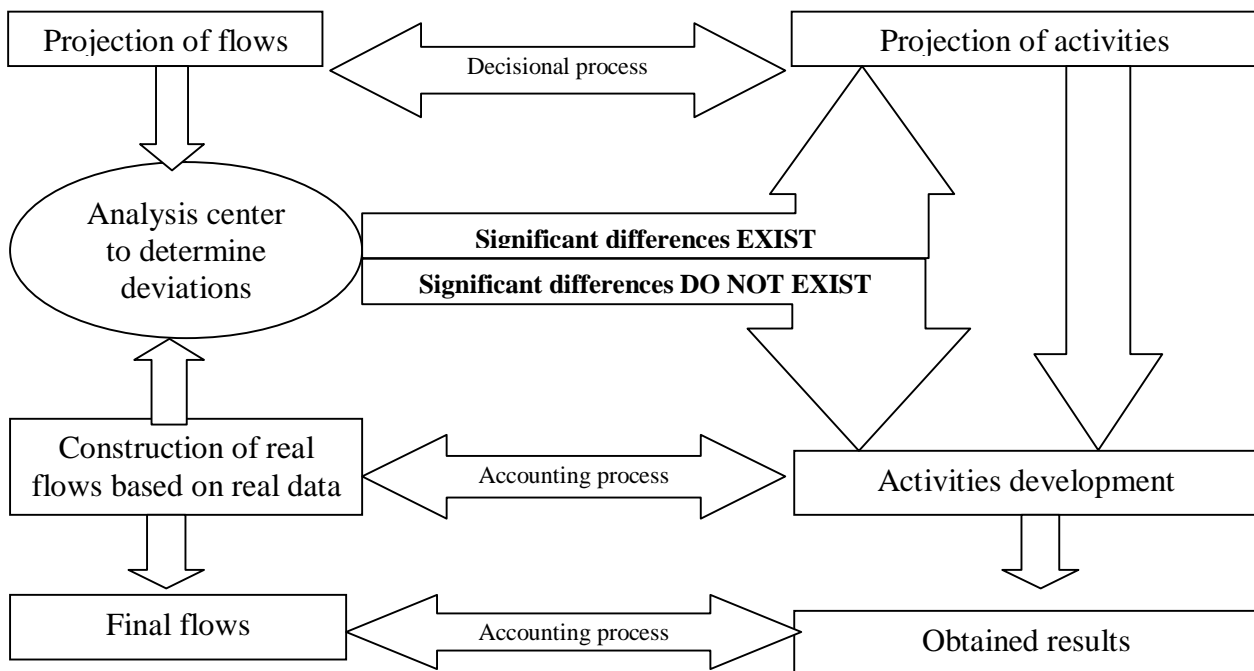 Projection of flows
Decisional process
Projection of activities
Analysis center
to determine
deviations
Significant differences EXIST
Significant differences DO NOT EXIST
Construction of real
flows based on real data
Accounting process
Activities development
Final flows
Accounting process
Obtained results